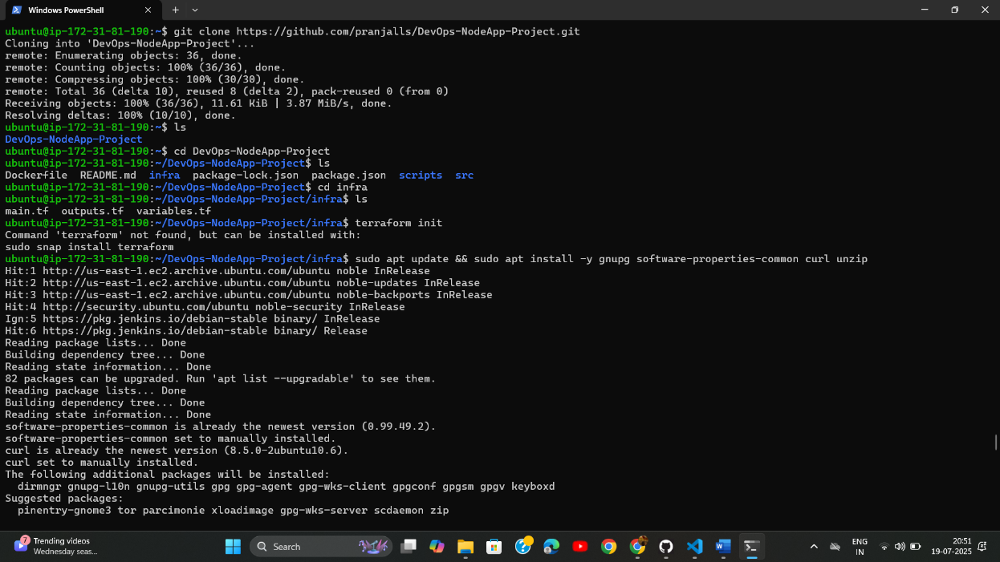 Windows PowerShell
ubuntu@ip-172-31-81-190:~$ git clone https://github.com/pranjalls/DevOps-NodeApp-Project.git
Cloning into 'DevOps-NodeApp-Project'...
remote: Enumerating objects: 36, done.
remote: Counting objects: 100% (36/36), done.
remote: Compressing objects: 100% (30/30), done.
remote: Total 36 (delta 10), reused 8 (delta 2), pack-reused 0 (from 0)
Receiving objects: 100% (36/36), 11.61 KiB | 3.87 MiB/s, done.
Resolving deltas: 100% (10/10), done.
ubuntu@ip-172-31-81-190:~$ ls
DevOps-NodeApp-Project
ubuntu@ip-172-31-81-190:~$ cd DevOps-NodeApp-Project
ubuntu@ip-172-31-81-190:~/DevOps-NodeApp-Project$ ls
Dockerfile  README.md  infra  package-lock.json  package.json  scripts  src
ubuntu@ip-172-31-81-190:~/DevOps-NodeApp-Project$ cd infra
ubuntu@ip-172-31-81-190:~/DevOps-NodeApp-Project/infra$ ls
main.tf  outputs.tf  variables.tf
ubuntu@ip-172-31-81-190:~/DevOps-NodeApp-Project/infra$ terraform init
Command 'terraform' not found, but can be installed with:
sudo snap install terraform
ubuntu@ip-172-31-81-190:~/DevOps-NodeApp-Project/infra$ sudo apt update && sudo apt install -y gnupg software-properties-common curl unzip
Hit:1 http://us-east-1.ec2.archive.ubuntu.com/ubuntu noble InRelease
Hit:2 http://us-east-1.ec2.archive.ubuntu.com/ubuntu noble-updates InRelease
Hit:3 http://us-east-1.ec2.archive.ubuntu.com/ubuntu noble-backports InRelease
Hit:4 http://security.ubuntu.com/ubuntu noble-security InRelease
Ign:5 https://pkg.jenkins.io/debian-stable binary/ InRelease
Hit:6 https://pkg.jenkins.io/debian-stable binary/ Release
Reading package lists... Done
Building dependency tree... Done
Reading state information... Done
82 packages can be upgraded. Run 'apt list --upgradable' to see them.
Reading package lists... Done
Building dependency tree... Done
Reading state information... Done
software-properties-common is already the newest version (0.99.49.2).
software-properties-common set to manually installed.
curl is already the newest version (8.5.0-2ubuntu10.6).
curl set to manually installed.
The following additional packages will be installed:
  dirmngr gnupg-l10n gnupg-utils gpg gpg-agent gpg-wks-client gpgconf gpgsm gpgv keyboxd
Suggested packages:
  pinentry-gnome3 tor parcimonie xloadimage gpg-wks-server scdaemon zip
7
Trending videos
Wednesday seas...
Search
ENG
IN
20:51
19-07-2025